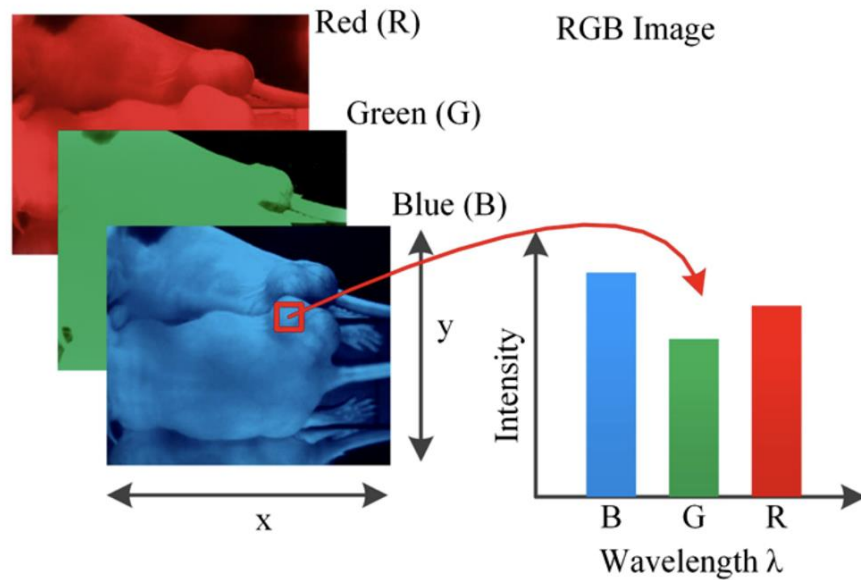 Red (R)
RGB Image
Green (G)
Blue (B)
y
x
Intensity
B G R
Wavelength λ